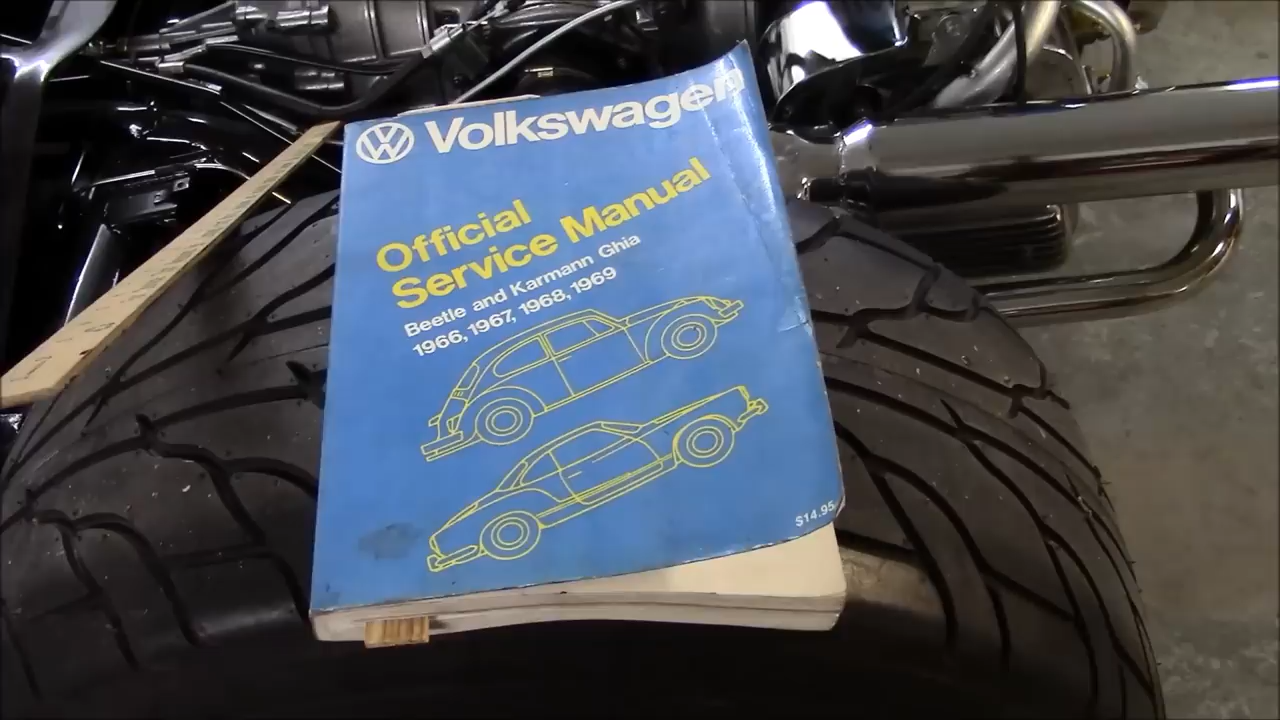 Volkswagen
Official
Service Manual
Beetle and Karmann Ghia
1966, 1967, 1968, 1969
$14.95